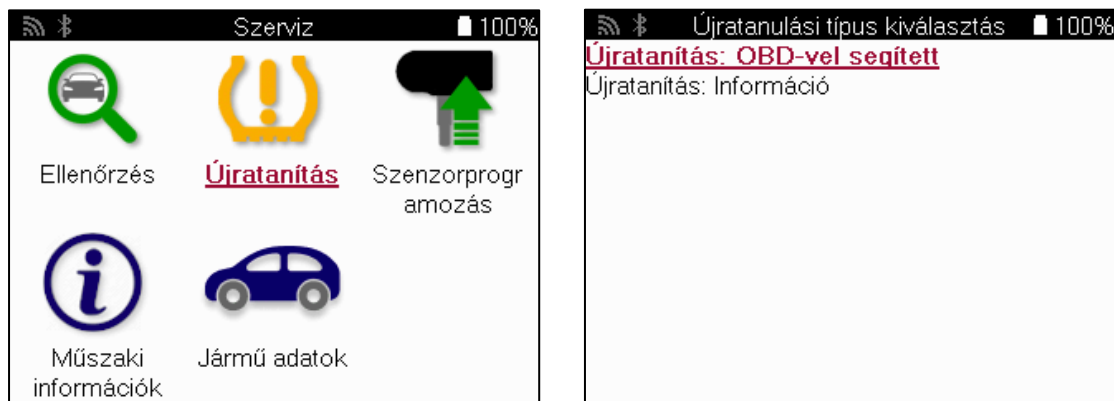 Szerviz
100%
Ellenőrzés
Újratanítás
Szenzorprogr
amozás
Műszaki
információk
Jármű adatok
Újratanulási típus kiválasztás
100%
Újratanítás: OBD-vel segített
Újratanítás: Információ